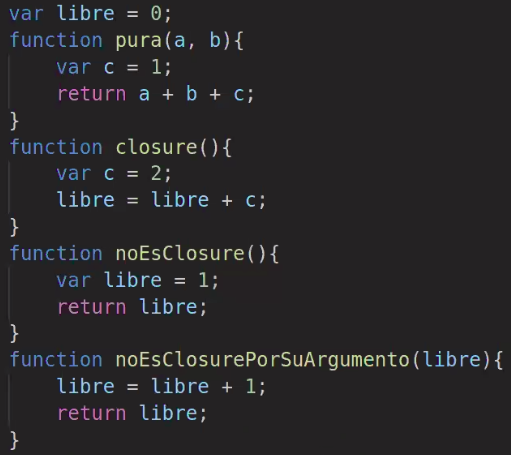 var libre = 0;
function pura(a, b){
    var c = 1;
    return a + b + c;
}
function closure(){
    var c = 2;
    libre = libre + c;
}
function noEsClosure(){
    var libre = 1;
    return libre;
}
function noEsClosurePorSuArgumento(libre){
    libre = libre + 1;
    return libre;
}